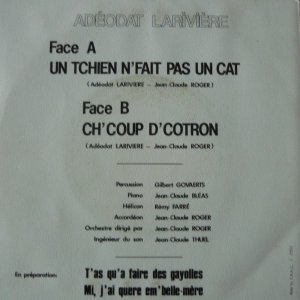 ADÉODAT LARIVIÈRE
Face A
UN TCHIEN N'FAIT PAS UN CAT
(Adéodat LARIVIERE – Jean-Claude ROGER)
Face B
CH'COUP D'COTRON
(Adéodat LARIVIERE – Jean-Claude ROGER)
Percussion Gilbert GOVAERTS
Piano Jean-Claude BLÉAS
Hélicon Rémy FARRÉ
Accordéon Jean-Claude ROGER
Orchestre dirigé par Jean-Claude ROGER
Ingénieur du son Jean-Claude THUEL
En préparation: T'as qu'a faire des gayolles
Mi, j'ai quere em'belle-mère